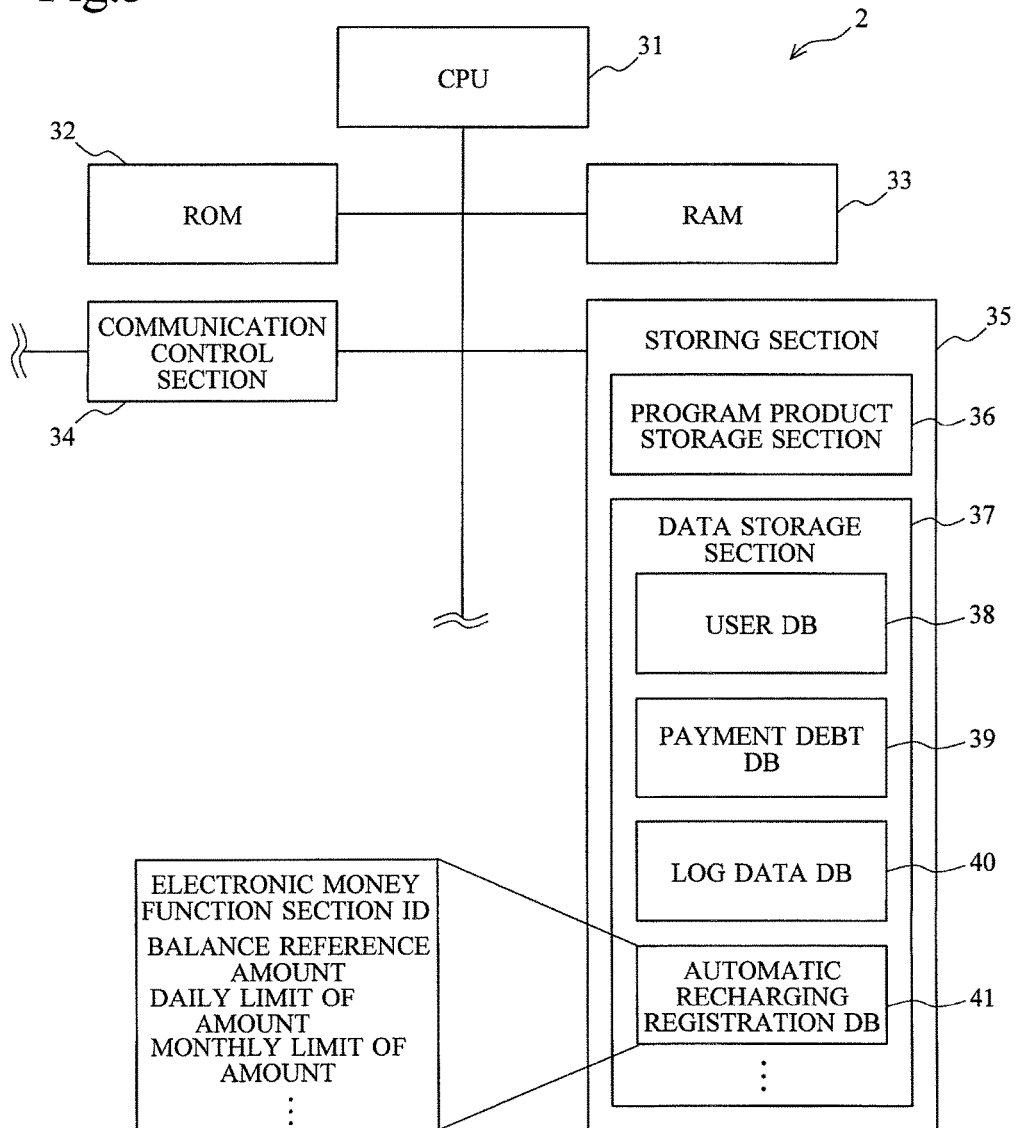 2
CPU
31
32
ROM
RAM
33
COMMUNICATION
CONTROL
SECTION
34
STORING SECTION
35
PROGRAM PRODUCT
STORAGE SECTION
36
DATA STORAGE
SECTION
37
USER DB
38
PAYMENT DEBT
DB
39
LOG DATA DB
40
AUTOMATIC
RECHARGING
REGISTRATION DB
41
ELECTRONIC MONEY
FUNCTION SECTION ID
BALANCE REFERENCE
AMOUNT
DAILY LIMIT OF
AMOUNT
MONTHLY LIMIT OF
AMOUNT